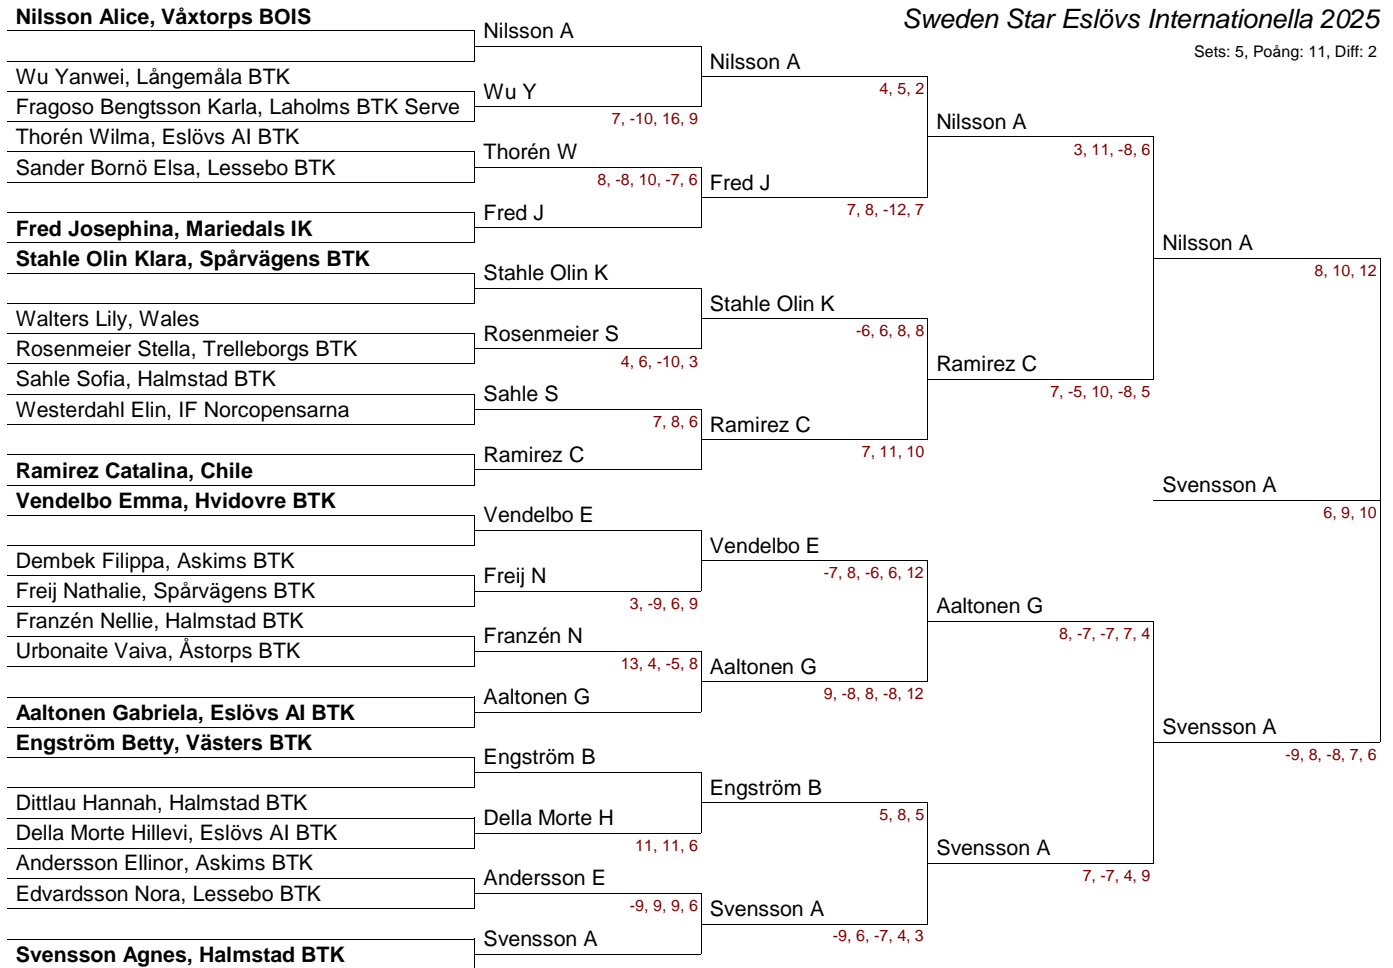 Nilsson Alice, Våxtorps BOIS
Sweden Star Eslövs Internationella 2025
Sets: 5, Poång: 11, Diff: 2
Wu Yanwei, Långemåla BTK
Fragoso Bengtsson Karla, Laholms BTK Serve
Thorén Wilma, Eslövs AI BTK
Sander Bornö Elsa, Lessebo BTK
Fred Josephina, Mariedals IK
Stahle Olin Klara, Spårvägens BTK
Walters Lily, Wales
Rosenmeier Stella, Trelleborgs BTK
Sahle Sofia, Halmstad BTK
Westerdahl Elin, IF Norcopensarna
Ramirez Catalina, Chile
Vendelbo Emma, Hvidovre BTK
Dembek Filippa, Askims BTK
Freij Nathalie, Spårvägens BTK
Franzén Nellie, Halmstad BTK
Urbonaite Vaiva, Åstorps BTK
Aaltonen Gabriela, Eslövs AI BTK
Engström Betty, Västers BTK
Dittlau Hannah, Halmstad BTK
Della Morte Hillevi, Eslövs AI BTK
Andersson Ellinor, Askims BTK
Edvardsson Nora, Lessebo BTK
Svensson Agnes, Halmstad BTK
Nilsson A
Wu Y
7, -10, 16, 9
Thorén W
8, -8, 10, -7, 6
Fred J
Stahle Olin K
Rosenmeier S
4, 6, -10, 3
Sahle S
7, 8, 6
Ramirez C
Vendelbo E
Freij N
3, -9, 6, 9
Franzén N
13, 4, -5, 8
Aaltonen G
Engström B
Della Morte H
11, 11, 6
Andersson E
-9, 9, 9, 6
Svensson A
Nilsson A
4, 5, 2
Fred J
7, 8, -12, 7
Stahle Olin K
-6, 6, 8, 8
Ramirez C
7, 11, 10
Vendelbo E
-7, 8, -6, 6, 12
Aaltonen G
9, -8, 8, -8, 12
Engström B
5, 8, 5
Svensson A
-9, 6, -7, 4, 3
Nilsson A
3, 11, -8, 6
Ramirez C
7, -5, 10, -8, 5
Aaltonen G
8, -7, -7, 7, 4
Svensson A
7, -7, 4, 9
Nilsson A
8, 10, 12
Svensson A
6, 9, 10
Svensson A
-9, 8, -8, 7, 6